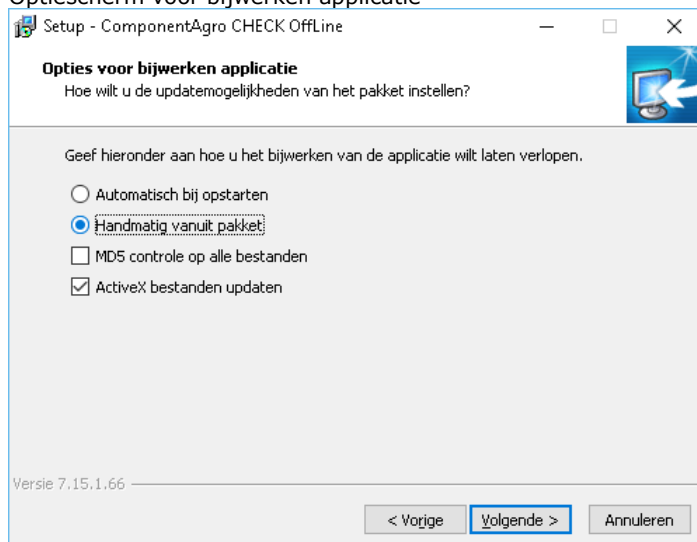 Optiescherm voor bijwerken applicatie
Setup - ComponentAgro CHECK OffLine
Opties voor bijwerken applicatie
Hoe wilt u de updatemogelijkheden van het pakket instellen?
Geef hieronder aan hoe u het bijwerken van de applicatie wilt laten verlopen.
Automatisch bij opstarten
Handmatig vanuit pakket
MD5 controle op alle bestanden
ActiveX bestanden updaten
Versie 7.15.1.66
< Vorige Volgende > Annuleren